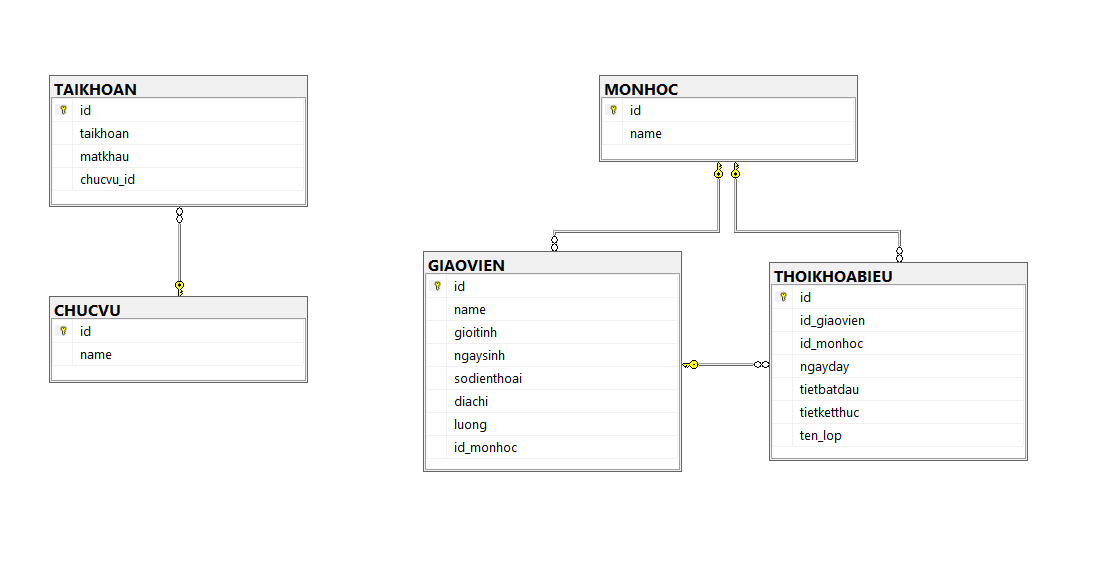 TAIKHOAN
id
taikhoan
matkhau
chucvu_id
CHUCVU
id
name
MONHOC
id
name
GIAOVIEN
id
name
gioitinh
ngaysinh
sodienthoai
diachi
luong
id_monhoc
THOIKHOABIEU
id
id_giaovien
id_monhoc
ngayday
tietbatdau
tietketthuc
ten_lop